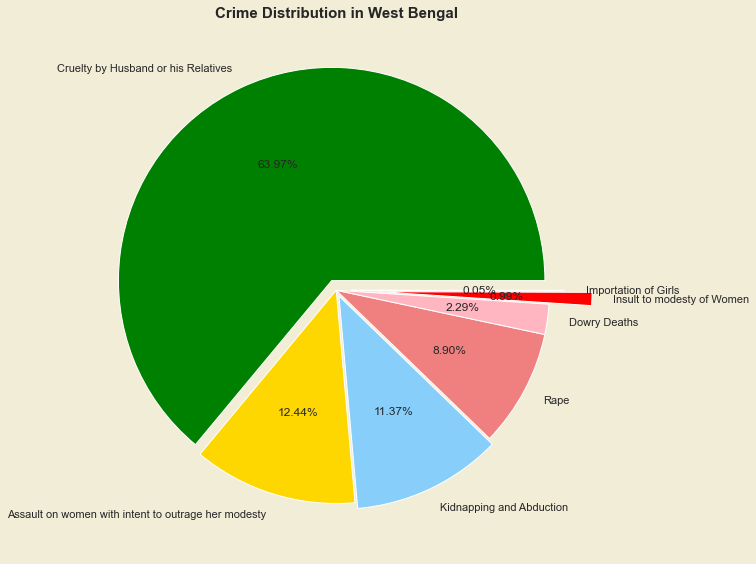 Crime Distribution in West Bengal
Cruelty by Husband or his Relatives
63.97%
0.05%
Importation of Girls
0.99%
Insult to modesty of Women
2.29%
Dowry Deaths
8.90%
Rape
12.44%
11.37%
Kidnapping and Abduction
Assault on women with intent to outrage her modesty